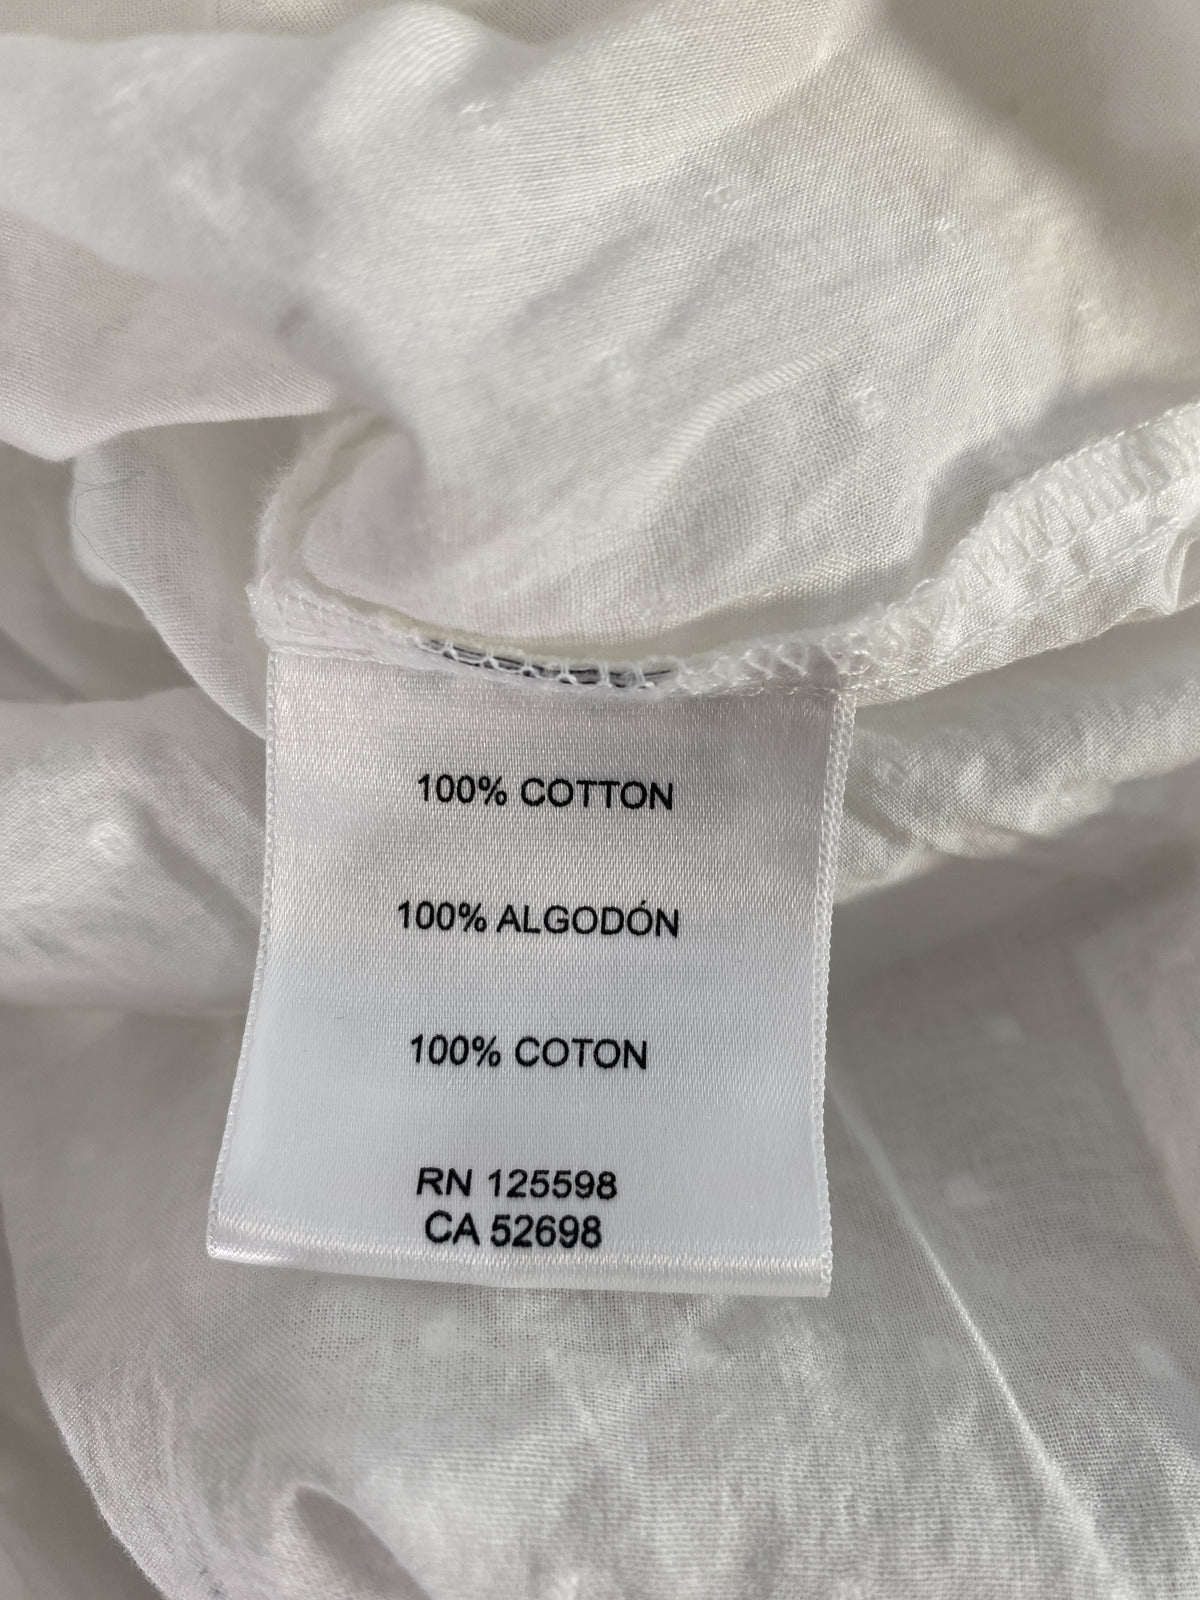 100% COTTON
100% ALGODÓN
100% COTON
RN 125598
CA 52698